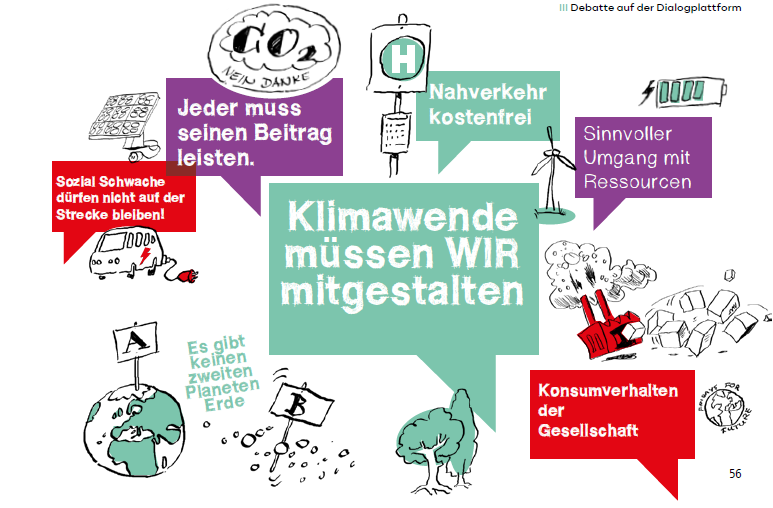 III Debatte auf der Dialogplattform
CO2
NEIN DANKE
H
Jeder muss
seinen Beitrag
leisten.
Nahverkehr
kostenfrei
Sinnvoller
Umgang mit
Ressourcen
Sozial Schwache
dürfen nicht auf der
Strecke bleiben!
Klimawende
müssen WIR
mitgestalten
A
Es gibt
keinen
zweiten
Planeten
Erde
B
Konsumverhalten
der
Gesellschaft
FOR
FUTURE
56